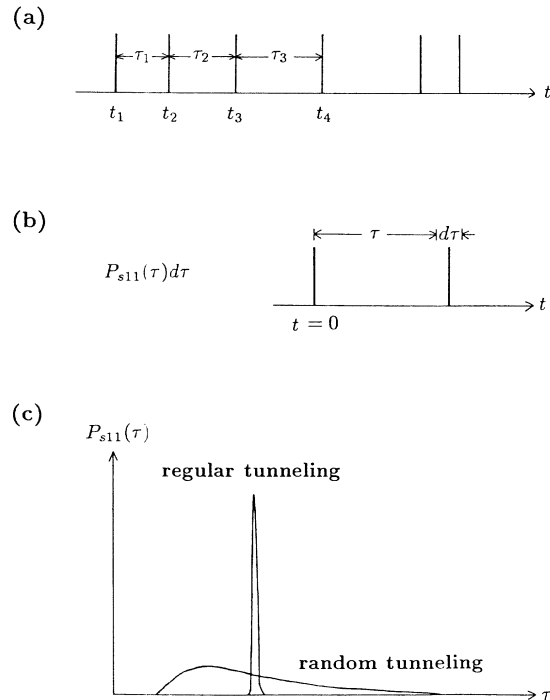 (a)
τ₁ τ₂ τ₃
t₁ t₂ t₃ t₄ t
(b)
τ dτ
Pₛ₁₁(τ)dτ
t
t = 0
(c)
Pₛ₁₁(τ)
regular tunneling
random tunneling
τ